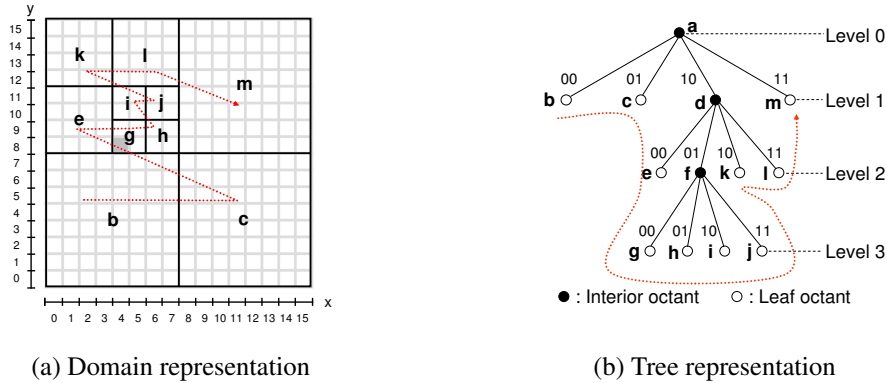 y
15
14
13
12
11
10
9
8
7
6
5
4
3
2
1
0
k l
m
i j
e
g h
b c
x
0 1 2 3 4 5 6 7 8 9 10 11 12 13 14 15
(a) Domain representation
a Level 0
00 01 10 11
b c d m Level 1
00 01 10 11
e f k l Level 2
00 01 10 11
g h i j Level 3
: Interior octant : Leaf octant
(b) Tree representation